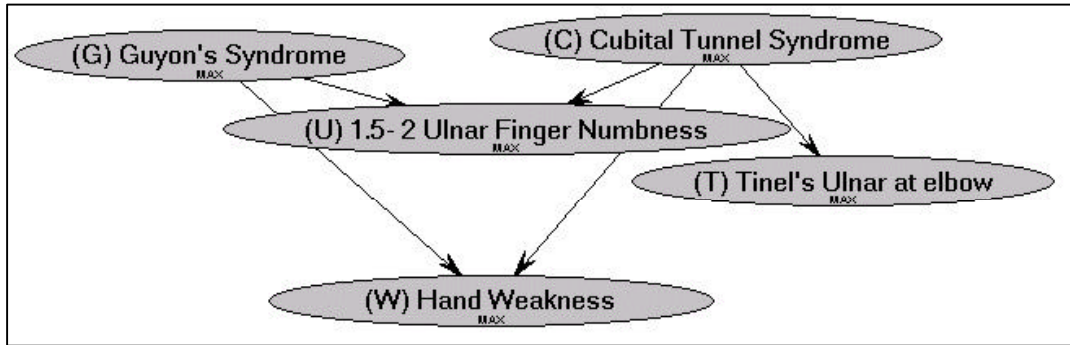 (G) Guyon's Syndrome
MAX
(C) Cubital Tunnel Syndrome
MAX
(U) 1.5- 2 Ulnar Finger Numbness
MAX
(T) Tinel's Ulnar at elbow
MAX
(W) Hand Weakness
MAX